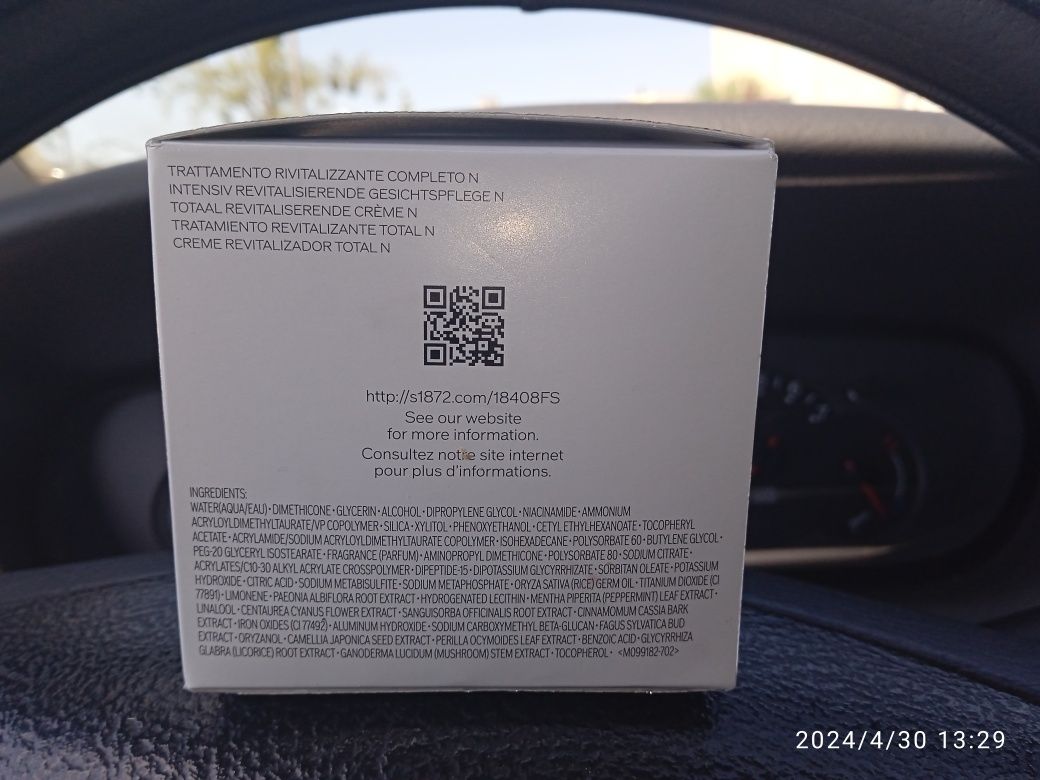 TRATTAMENTO RIVITALIZZANTE COMPLETO N
INTENSIV REVITALISIERENDE GESICHTSPFLEGE N
TOTAAL REVITALISERENDE CRÈME N
TRATAMIENTO REVITALIZANTE TOTAL N
CREME REVITALIZADOR TOTAL N
http://s1872.com/18408FS
See our website
for more information.
Consultez notre site internet
pour plus d'informations.
INGREDIENTS:
WATER(AQUA/EAU)・DIMETHICONE・GLYCERIN・ALCOHOL・DIPROPYLENE GLYCOL・NIACINAMIDE・AMMONIUM
ACRYLOYLDIMETHYLTAURATE/VP COPOLYMER・SILICA・XYLITOL・PHENOXYETHANOL・CETYL ETHYLHEXANOATE・TOCOPHERYL
ACETATE・ACRYLAMIDE/SODIUM ACRYLOYLDIMETHYLTAURATE COPOLYMER・ISOHEXADECANE・POLYSORBATE 60・BUTYLENE GLYCOL・
PEG-20 GLYCERYL ISOSTEARATE・FRAGRANCE (PARFUM)・AMINOPROPYL DIMETHICONE・POLYSORBATE 80・SODIUM CITRATE・
ACRYLATES/C10-30 ALKYL ACRYLATE CROSSPOLYMER・DIPEPTIDE-15・DIPOTASSIUM GLYCYRRHIZATE・SORBITAN OLEATE・POTASSIUM
HYDROXIDE・CITRIC ACID・SODIUM METABISULFITE・SODIUM METAPHOSPHATE・ORYZA SATIVA (RICE) GERM OIL・TITANIUM DIOXIDE (CI
77891)・LIMONENE・PAEONIA ALBIFLORA ROOT EXTRACT・HYDROGENATED LECITHIN・MENTHA PIPERITA (PEPPERMINT) LEAF EXTRACT・
LINALOOL・CENTAUREA CYANUS FLOWER EXTRACT・SANGUISORBA OFFICINALIS ROOT EXTRACT・CINNAMOMUM CASSIA BARK
EXTRACT・IRON OXIDES (CI 77492)・ALUMINUM HYDROXIDE・SODIUM CARBOXYMETHYL BETA-GLUCAN・FAGUS SYLVATICA BUD
EXTRACT・ORYZANOL・CAMELLIA JAPONICA SEED EXTRACT・PERILLA OCYMOIDES LEAF EXTRACT・BENZOIC ACID・GLYCYRRHIZA
GLABRA (LICORICE) ROOT EXTRACT・GANODERMA LUCIDUM (MUSHROOM) STEM EXTRACT・TOCOPHEROL・ <M099182-702>
2024/4/30 13:29